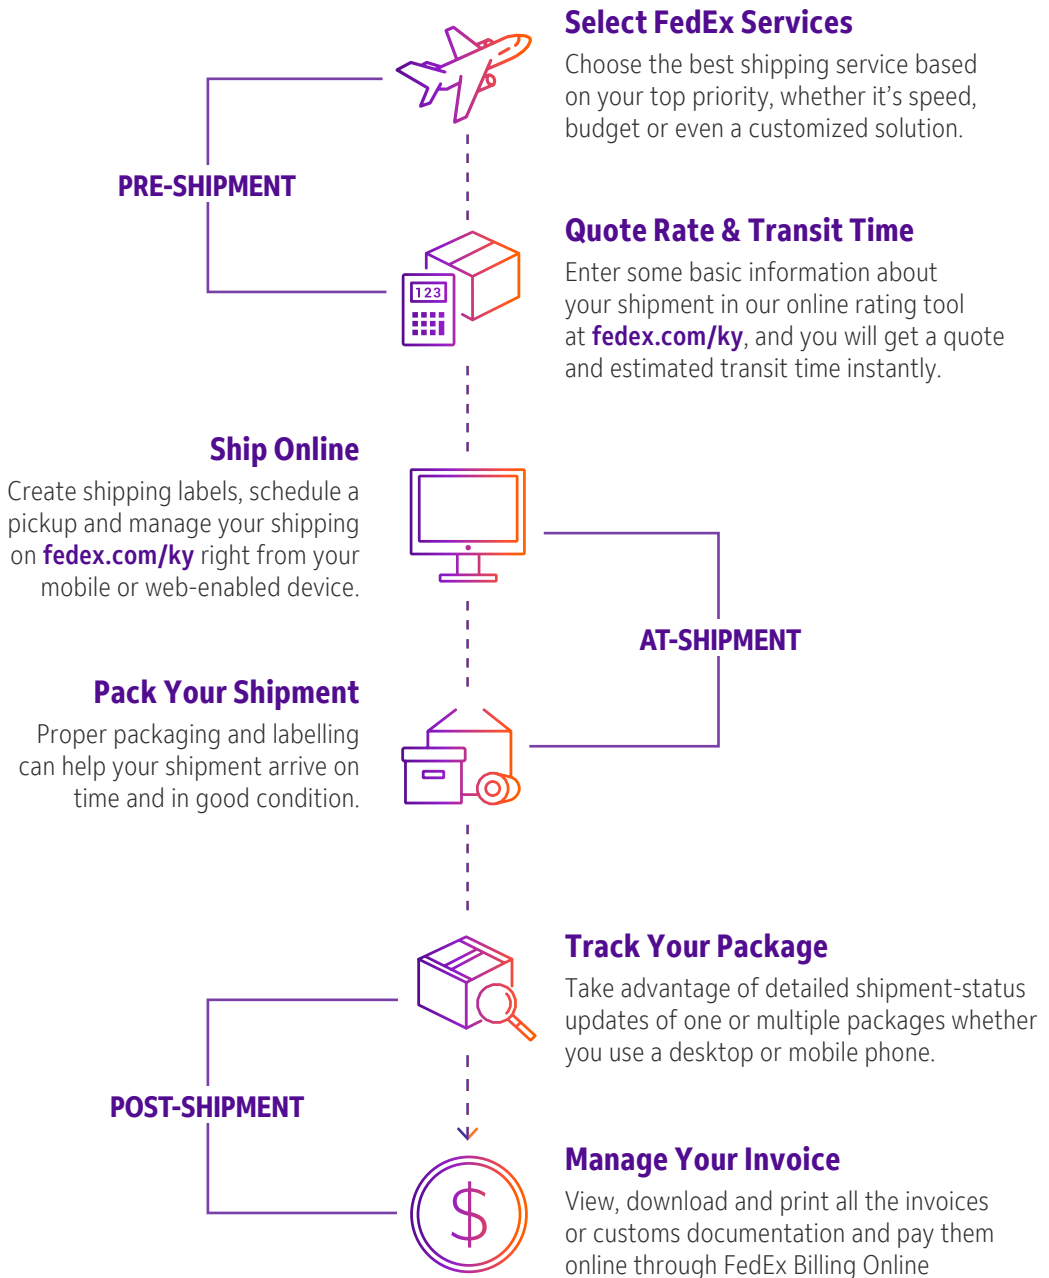 Select FedEx Services
Choose the best shipping service based
on your top priority, whether it’s speed,
budget or even a customized solution.
PRE-SHIPMENT
Quote Rate & Transit Time
Enter some basic information about
your shipment in our online rating tool
at fedex.com/ky, and you will get a quote
and estimated transit time instantly.
123
Ship Online
Create shipping labels, schedule a
pickup and manage your shipping
on fedex.com/ky right from your
mobile or web-enabled device.
AT-SHIPMENT
Pack Your Shipment
Proper packaging and labelling
can help your shipment arrive on
time and in good condition.
Track Your Package
Take advantage of detailed shipment-status
updates of one or multiple packages whether
you use a desktop or mobile phone.
POST-SHIPMENT
Manage Your Invoice
View, download and print all the invoices
or customs documentation and pay them
online through FedEx Billing Online
$